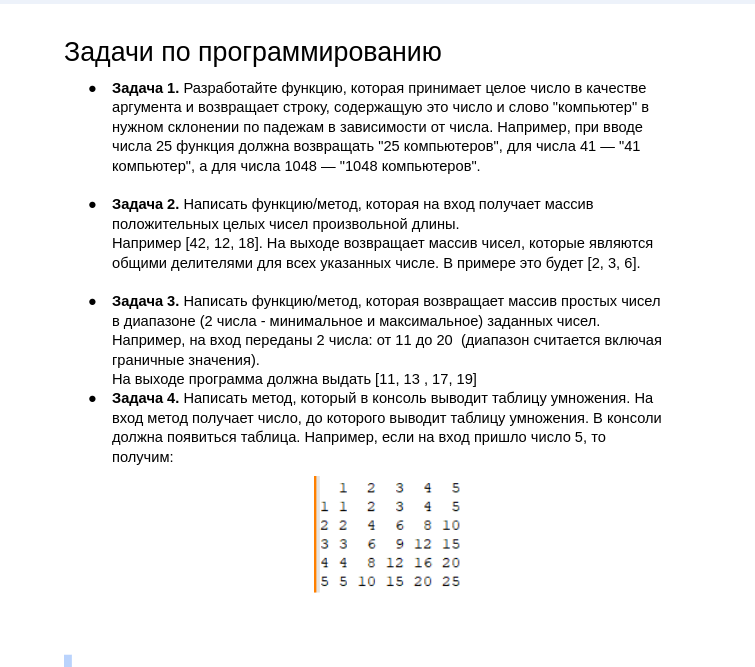 Задачи по программированию
● Задача 1. Разработайте функцию, которая принимает целое число в качестве
аргумента и возвращает строку, содержащую это число и слово "компьютер" в
нужном склонении по падежам в зависимости от числа. Например, при вводе
числа 25 функция должна возвращать "25 компьютеров", для числа 41 — "41
компьютер", а для числа 1048 — "1048 компьютеров".
● Задача 2. Написать функцию/метод, которая на вход получает массив
положительных целых чисел произвольной длины.
Например [42, 12, 18]. На выходе возвращает массив чисел, которые являются
общими делителями для всех указанных числе. В примере это будет [2, 3, 6].
● Задача 3. Написать функцию/метод, которая возвращает массив простых чисел
в диапазоне (2 числа - минимальное и максимальное) заданных чисел.
Например, на вход переданы 2 числа: от 11 до 20  (диапазон считается включая
граничные значения).
На выходе программа должна выдать [11, 13 , 17, 19]
● Задача 4. Написать метод, который в консоль выводит таблицу умножения. На
вход метод получает число, до которого выводит таблицу умножения. В консоли
должна появиться таблица. Например, если на вход пришло число 5, то
получим:
1 2 3 4 5
1 1 2 3 4 5
2 2 4 6 8 10
3 3 6 9 12 15
4 4 8 12 16 20
5 5 10 15 20 25